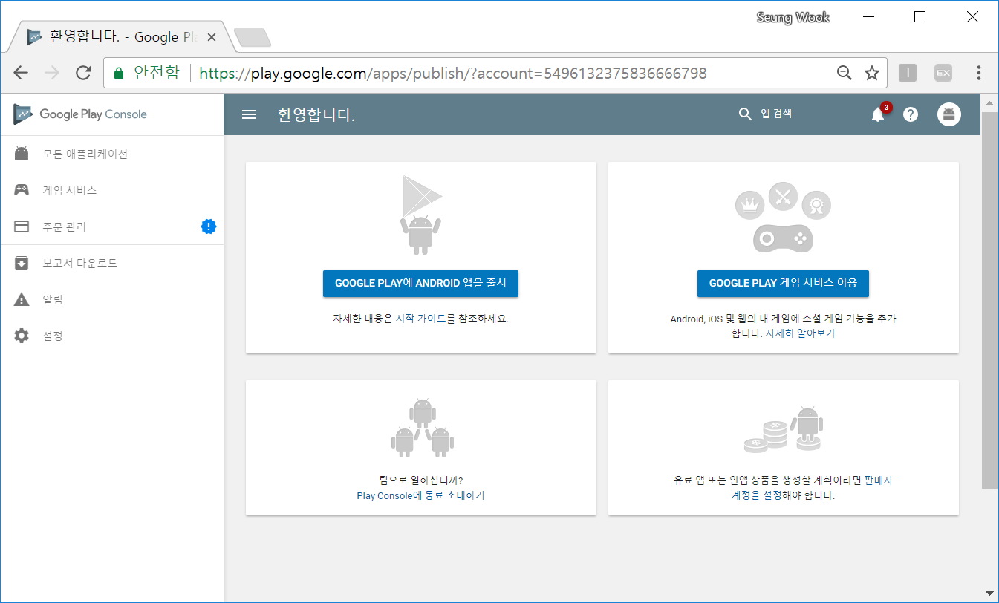 Seung Wook
환영합니다. - Google Pl
안전함 https://play.google.com/apps/publish/?account=5496132375836666798
EX
Google Play Console
환영합니다.
앱 검색
3
모든 애플리케이션
게임 서비스
주문 관리
보고서 다운로드
알림
설정
GOOGLE PLAY에 ANDROID 앱을 출시
자세한 내용은 시작 가이드를 참조하세요.
GOOGLE PLAY 게임 서비스 이용
Android, iOS 및 웹의 내 게임에 소셜 게임 기능을 추가
합니다. 자세히 알아보기
팀으로 일하십니까?
Play Console에 동료 초대하기
유료 앱 또는 인앱 상품을 생성할 계획이라면 판매자
계정을 설정해야 합니다.